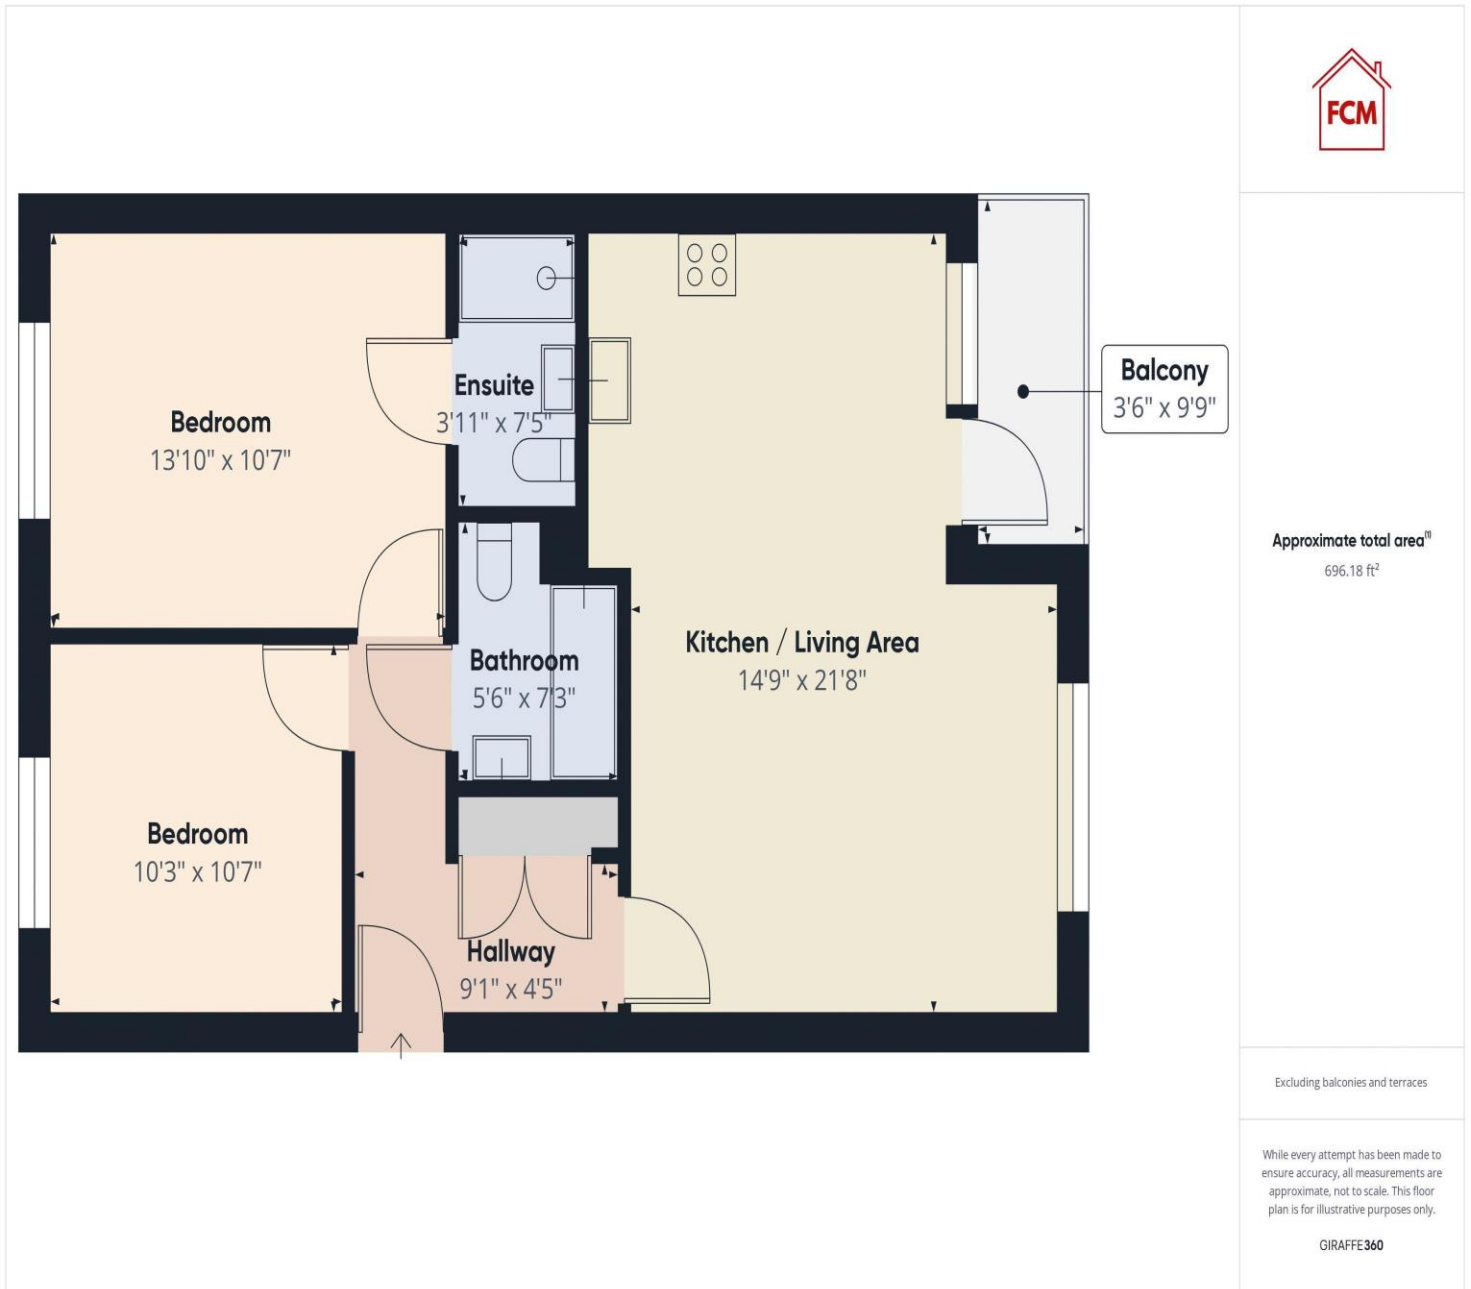 FCM
Bedroom
13'10" x 10'7"
Ensuite
3'11" x 7'5"
Balcony
3'6" x 9'9"
Bathroom
5'6" x 7'3"
Kitchen / Living Area
14'9" x 21'8"
Bedroom
10'3" x 10'7"
Hallway
9'1" x 4'5"
Approximate total area⁽¹⁾
696.18 ft²
Excluding balconies and terraces
While every attempt has been made to
ensure accuracy, all measurements are
approximate, not to scale. This floor
plan is for illustrative purposes only.
GIRAFFE360